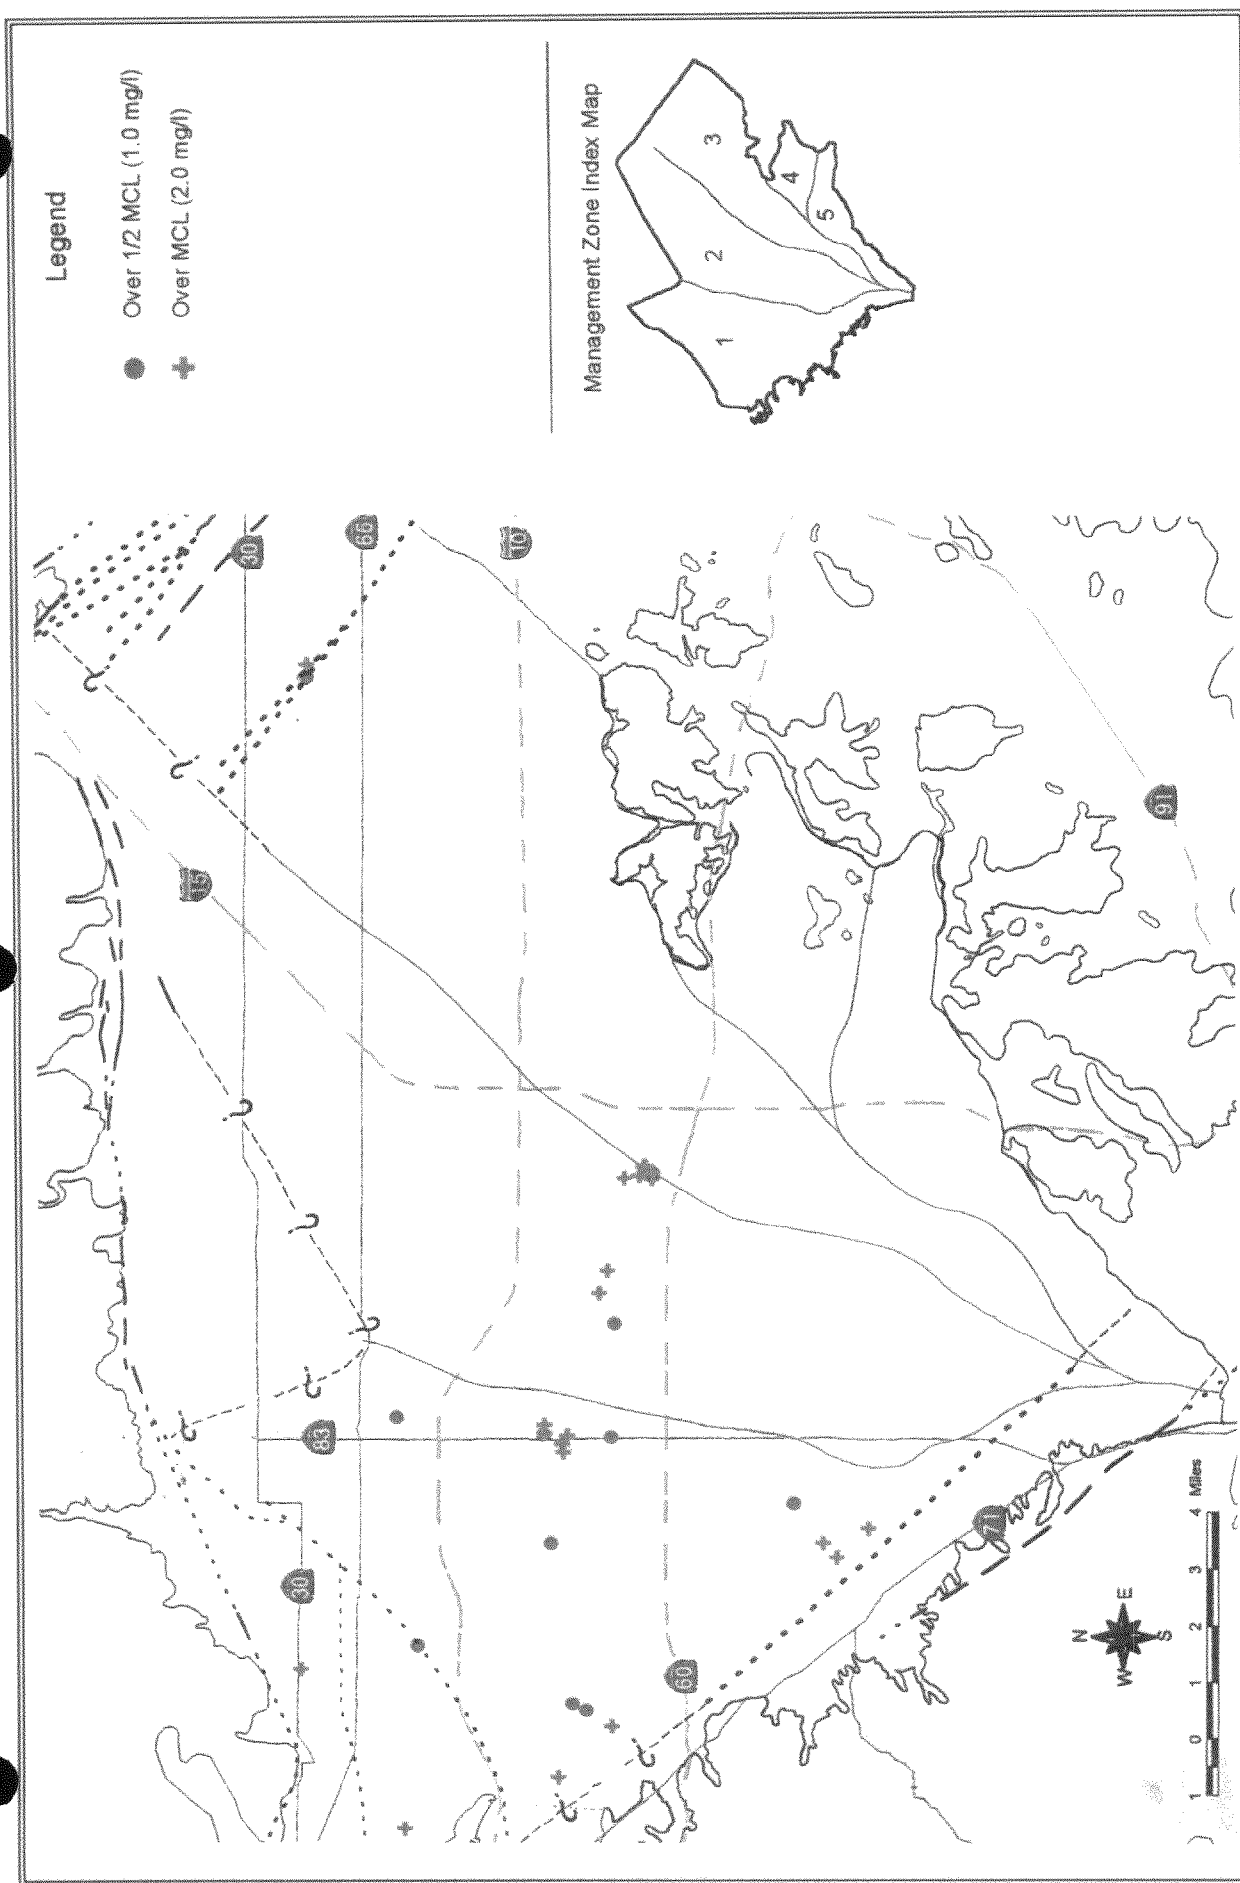 Legend
Over 1/2 MCL (1.0 mg/l)
Over MCL (2.0 mg/l)
Management Zone Index Map
1
2
3
4
5
30
66
10
15
91
83
30
60
71
N
W E
S
1 0 1 2 3 4 Miles